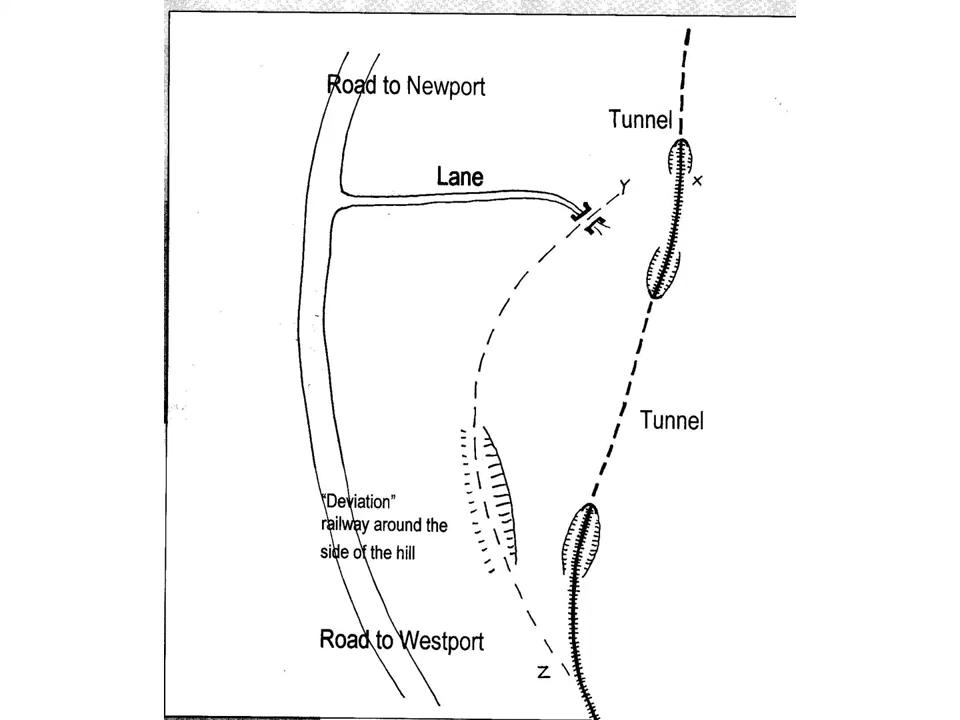 Road to Newport
Tunnel
Lane
X
Y
Tunnel
"Deviation"
railway around the
side of the hill
Road to Westport
Z